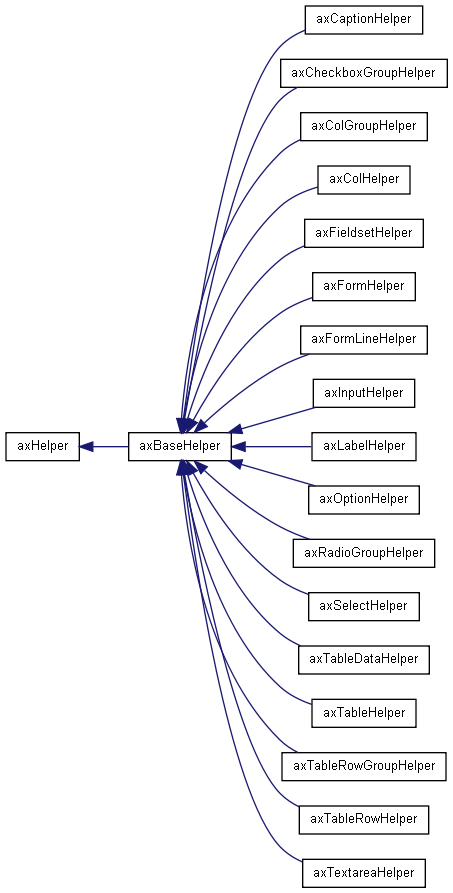 axCaptionHelper
axCheckboxGroupHelper
axColGroupHelper
axColHelper
axFieldsetHelper
axFormHelper
axFormLineHelper
axInputHelper
axHelper
axBaseHelper
axLabelHelper
axOptionHelper
axRadioGroupHelper
axSelectHelper
axTableDataHelper
axTableHelper
axTableRowGroupHelper
axTableRowHelper
axTextareaHelper